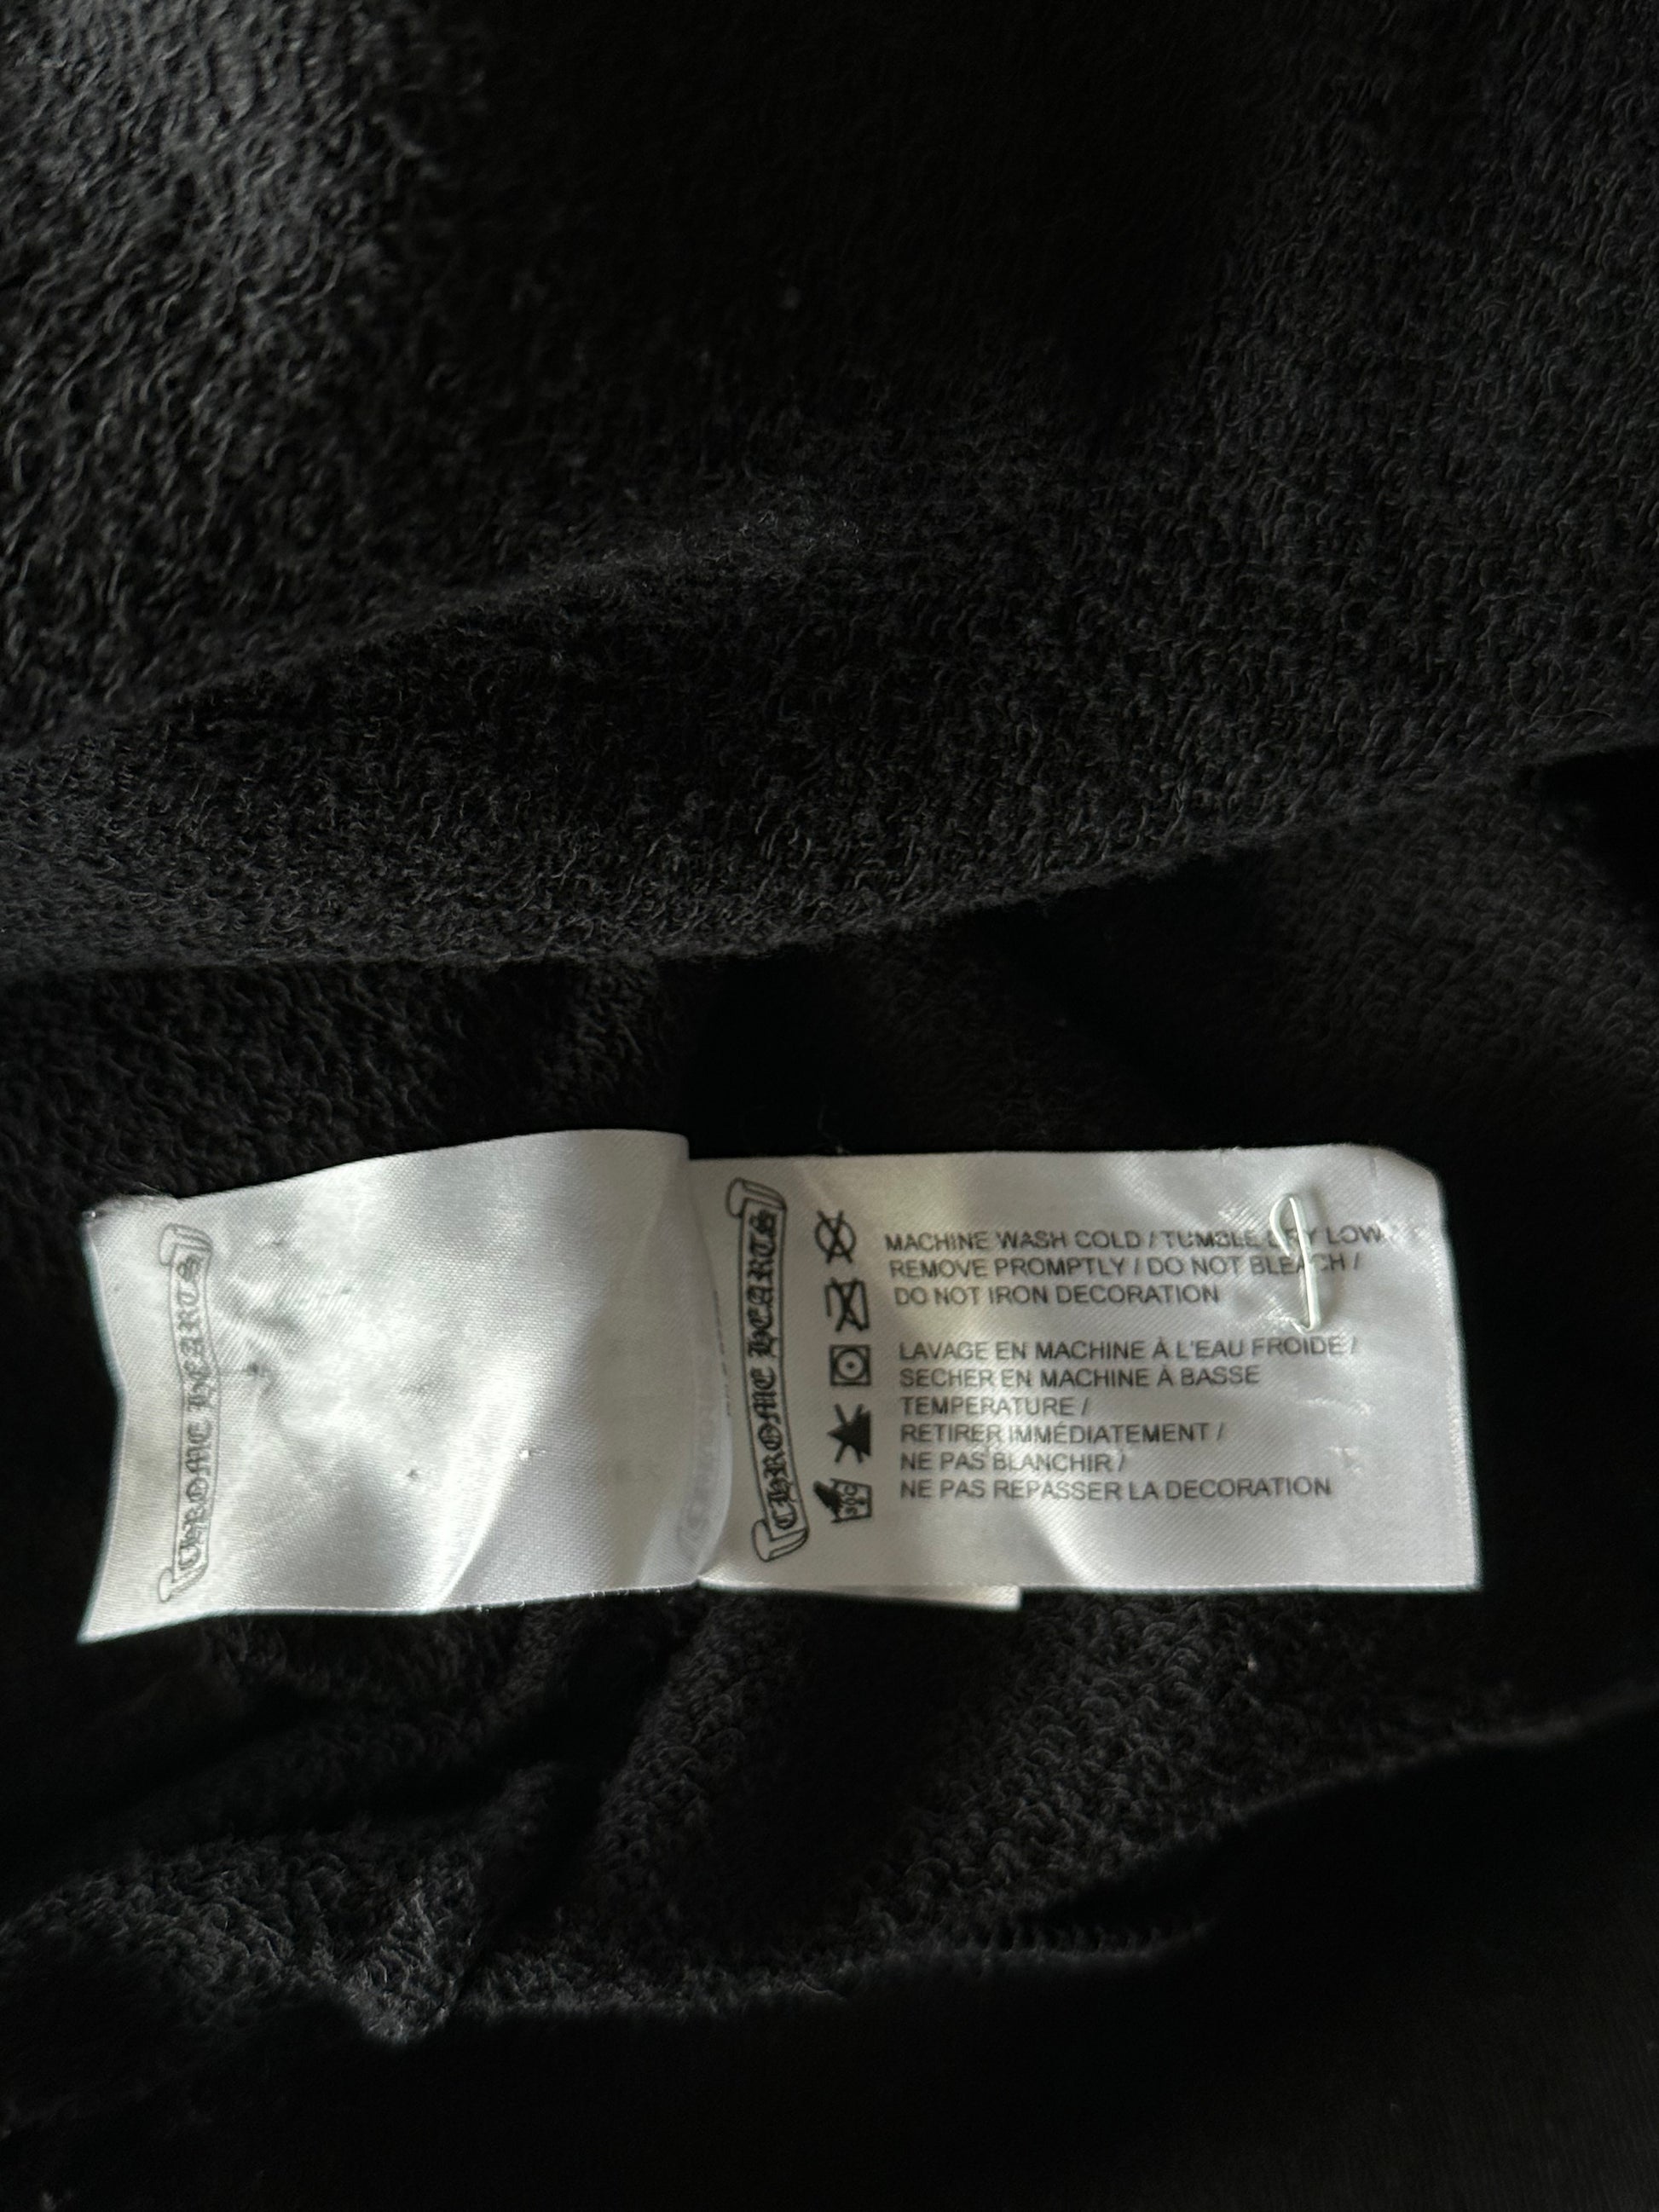 CHROME HEARTS
CHROME HEARTS
MACHINE WASH COLD / TUMBLE DRY LOW
REMOVE PROMPTLY / DO NOT BLEACH /
DO NOT IRON DECORATION
LAVAGE EN MACHINE À L'EAU FROIDE /
SECHER EN MACHINE À BASSE
TEMPERATURE /
RETIRER IMMÉDIATEMENT /
NE PAS BLANCHIR /
NE PAS REPASSER LA DECORATION